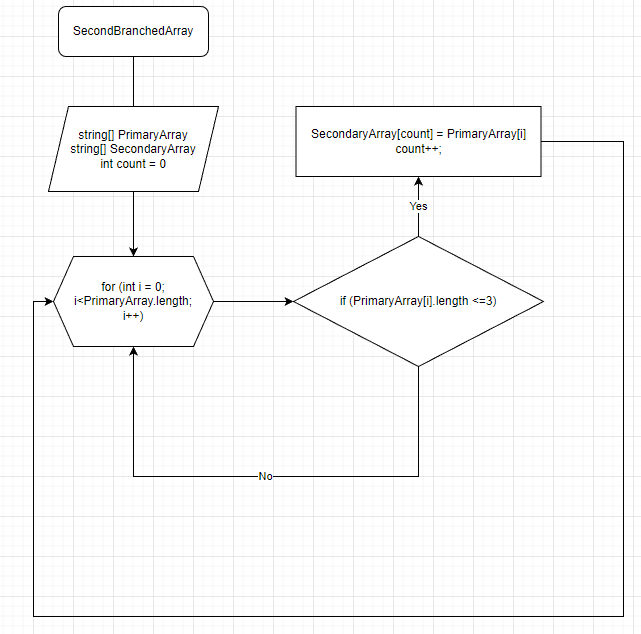 SecondBranchedArray
string[] PrimaryArray
string[] SecondaryArray
int count = 0
SecondaryArray[count] = PrimaryArray[i]
count++;
Yes
for (int i = 0;
i<PrimaryArray.length;
i++)
if (PrimaryArray[i].length <=3)
No